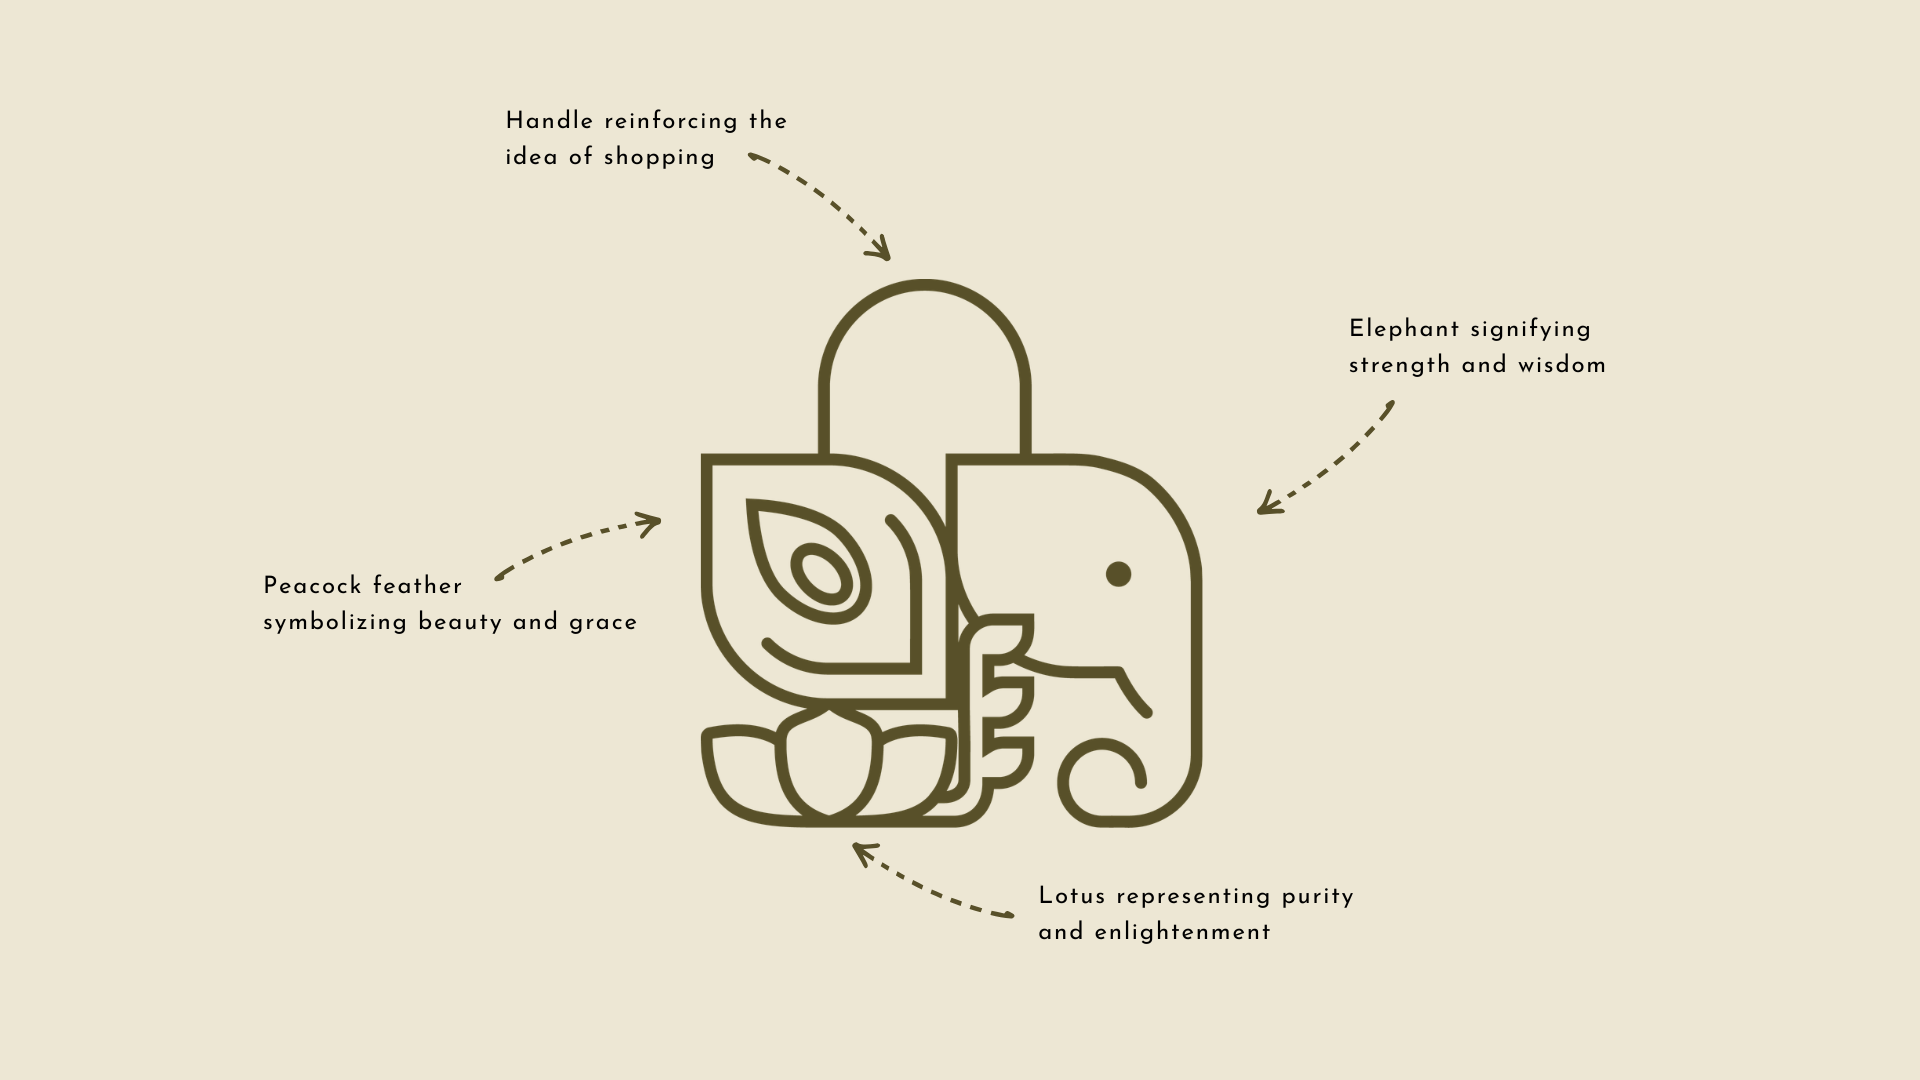 Handle reinforcing the
idea of shopping
Elephant signifying
strength and wisdom
Peacock feather
symbolizing beauty and grace
Lotus representing purity
and enlightenment